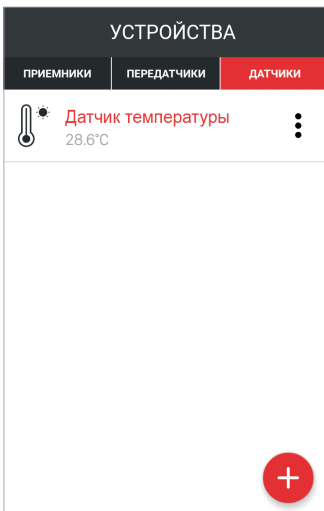 УСТРОЙСТВА
ПРИЕМНИКИ ПЕРЕДАТЧИКИ ДАТЧИКИ
Датчик температуры
28.6°C